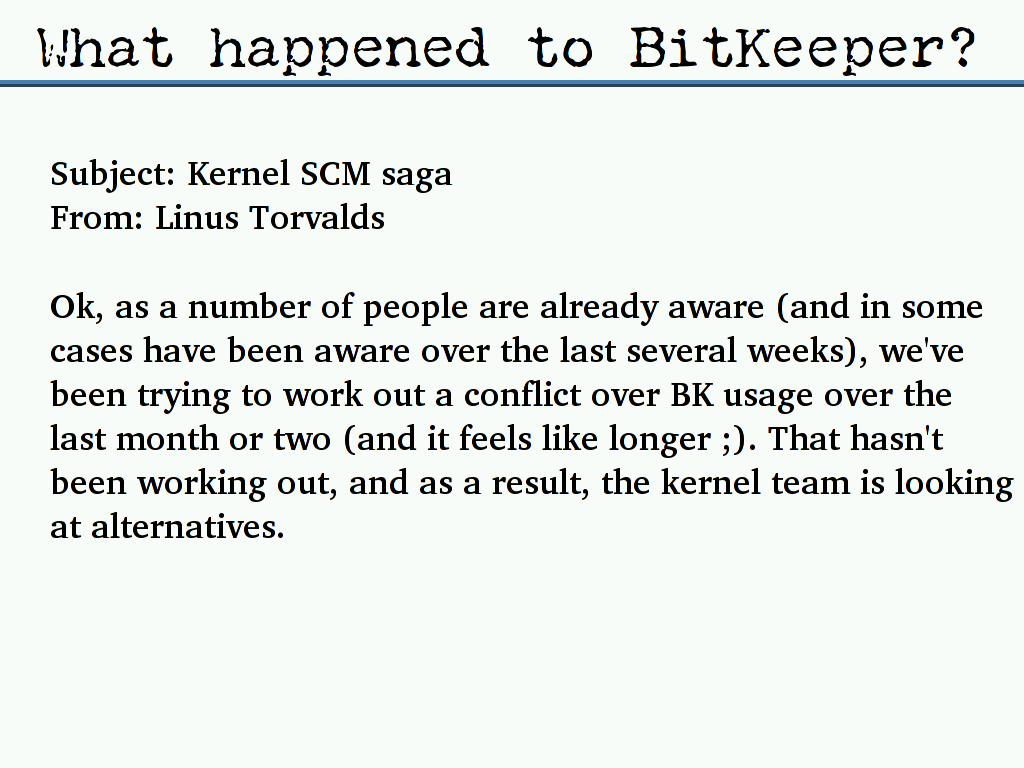 What happened to BitKeeper?
Subject: Kernel SCM saga
From: Linus Torvalds
Ok, as a number of people are already aware (and in some
cases have been aware over the last several weeks), we've
been trying to work out a conflict over BK usage over the
last month or two (and it feels like longer ;). That hasn't
been working out, and as a result, the kernel team is looking
at alternatives.